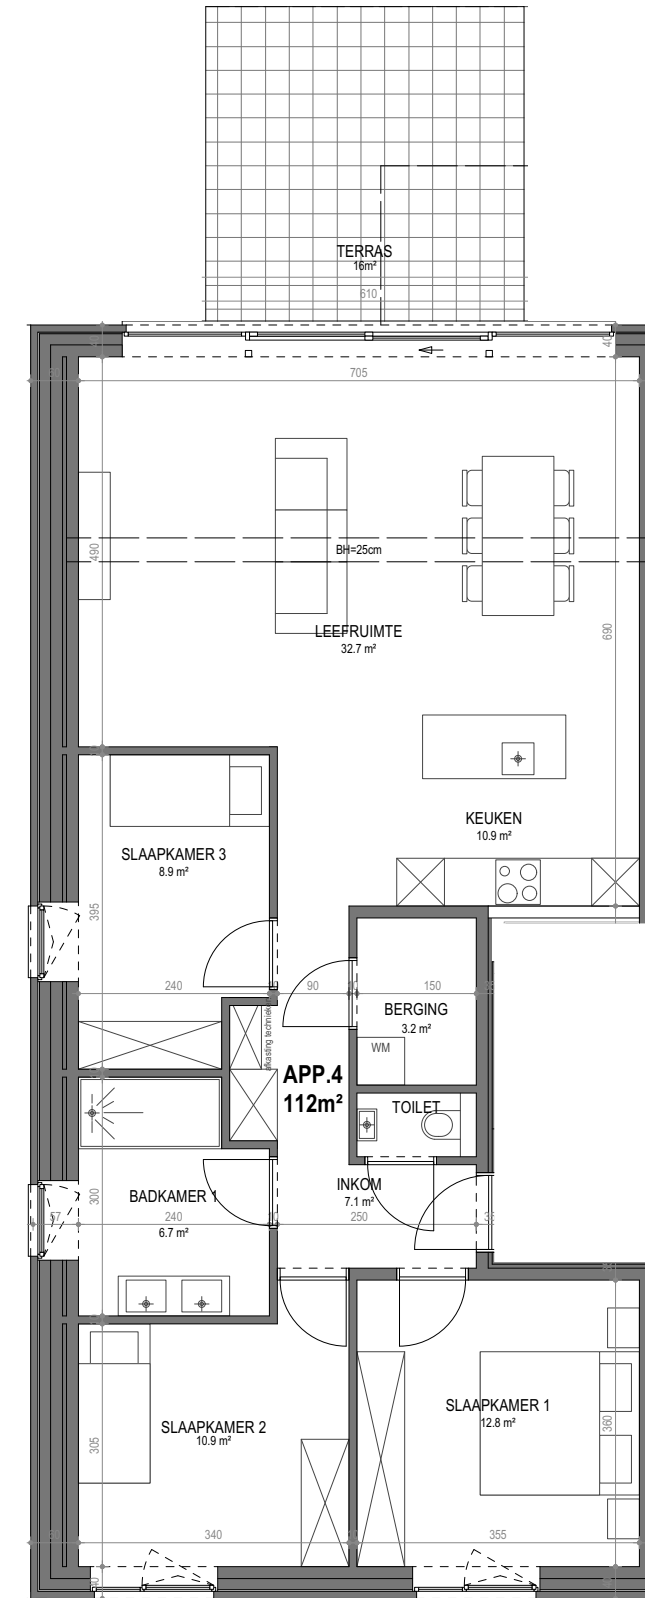 TERRAS
16m²
610
40
705
490
BH=25cm
LEEFRUIMTE
32.7 m²
690
KEUKEN
10.9 m²
SLAAPKAMER 3
8.9 m²
395
240
90
150
BERGING
3.2 m²
WM
APP.4
112m²
TOILET
INKOM
7.1 m²
250
300
BADKAMER 1
57
240
6.7 m²
SLAAPKAMER 1
12.8 m²
360
SLAAPKAMER 2
10.9 m²
305
340
355